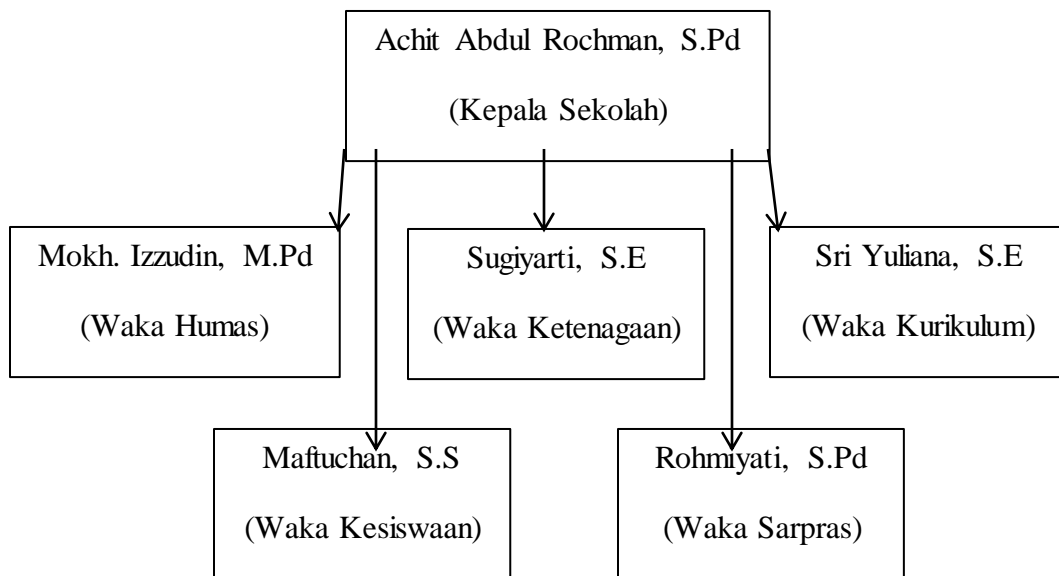 Achit Abdul Rochman, S.Pd
(Kepala Sekolah)
Mokh. Izzudin, M.Pd
(Waka Humas)
Sugiyarti, S.E
(Waka Ketenagaan)
Sri Yuliana, S.E
(Waka Kurikulum)
Maftuchan, S.S
(Waka Kesiswaan)
Rohmiyati, S.Pd
(Waka Sarpras)